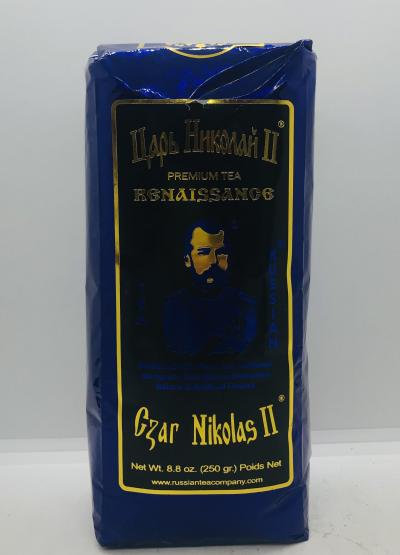 Царь Николай II ®
PREMIUM TEA
RENAISSANCE
RUSSIAN
Czar Nikolas II ®
Net Wt. 8.8 oz. (250 gr.) Poids Net
www.russianteacompany.com